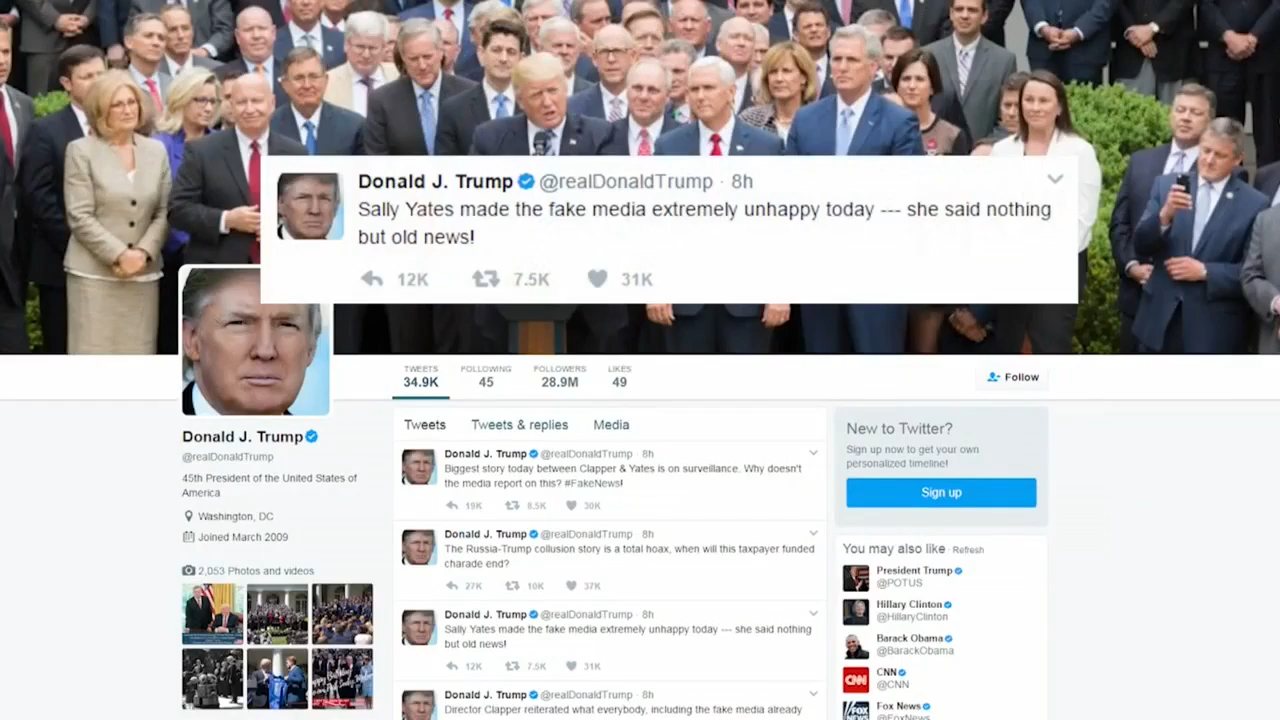 Donald J. Trump @realDonaldTrump · 8h
Sally Yates made the fake media extremely unhappy today --- she said nothing
but old news!
12K 7.5K 31K
TWEETS FOLLOWING FOLLOWERS LIKES
34.9K 45 28.9M 49
Follow
Donald J. Trump
@realDonaldTrump
45th President of the United States of
America
Washington, DC
Joined March 2009
2,053 Photos and videos
Tweets Tweets & replies Media
Donald J. Trump @realDonaldTrump · 8h
Biggest story today between Clapper & Yates is on surveillance. Why doesn't
the media report on this? #FakeNews!
19K 8.5K 30K
Donald J. Trump @realDonaldTrump · 8h
The Russia-Trump collusion story is a total hoax, when will this taxpayer funded
charade end?
27K 10K 37K
Donald J. Trump @realDonaldTrump · 8h
Sally Yates made the fake media extremely unhappy today --- she said nothing
but old news!
12K 7.5K 31K
Donald J. Trump @realDonaldTrump · 8h
Director Clapper reiterated what everybody, including the fake media already
New to Twitter?
Sign up now to get your own
personalized timeline!
Sign up
You may also like · Refresh
President Trump
@POTUS
Hillary Clinton
@HillaryClinton
Barack Obama
@BarackObama
CNN
CNN
@CNN
FOX
NEWS
Fox News
@FoxNews